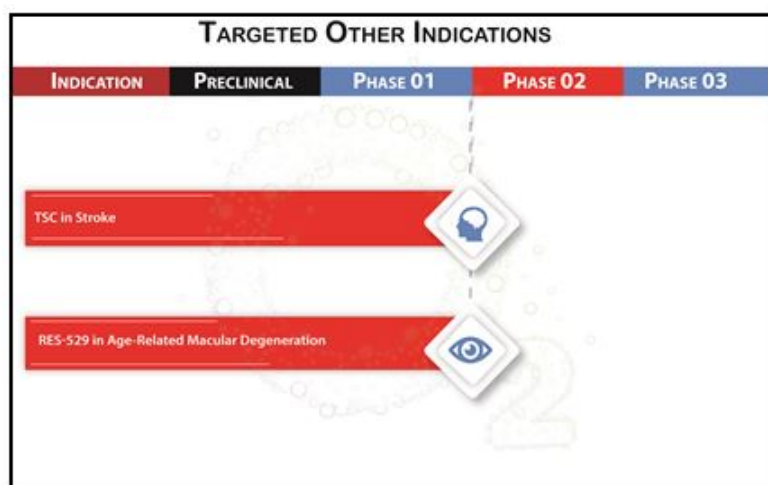 TARGETED OTHER INDICATIONS
INDICATION PRECLINICAL PHASE 01 PHASE 02 PHASE 03
TSC in Stroke
RES-529 in Age-Related Macular Degeneration
2